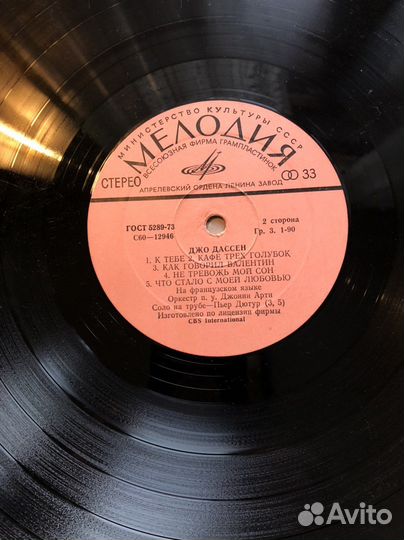 МИНИСТЕРСТВО КУЛЬТУРЫ СССР
МЕЛОДИЯ
ВСЕСОЮЗНАЯ ФИРМА ГРАМПЛАСТИНОК
СТЕРЕО 33
АПРЕЛЕВСКИЙ ОРДЕНА ЛЕНИНА ЗАВОД
ГОСТ 5289-73 2 сторона
С60—12946 Гр. 3. 1-90
ДЖО ДАССЕН
1. К ТЕБЕ 2. КАФЕ ТРЕХ ГОЛУБОК
3. КАК ГОВОРИЛ ВАЛЕНТИН
4. НЕ ТРЕВОЖЬ МОЙ СОН
5. ЧТО СТАЛО С МОЕЙ ЛЮБОВЬЮ
На французском языке
Оркестр п. у. Джонни Арти
Соло на трубе—Пьер Дютур (3, 5)
Изготовлено по лицензии фирмы
CBS International
Avito